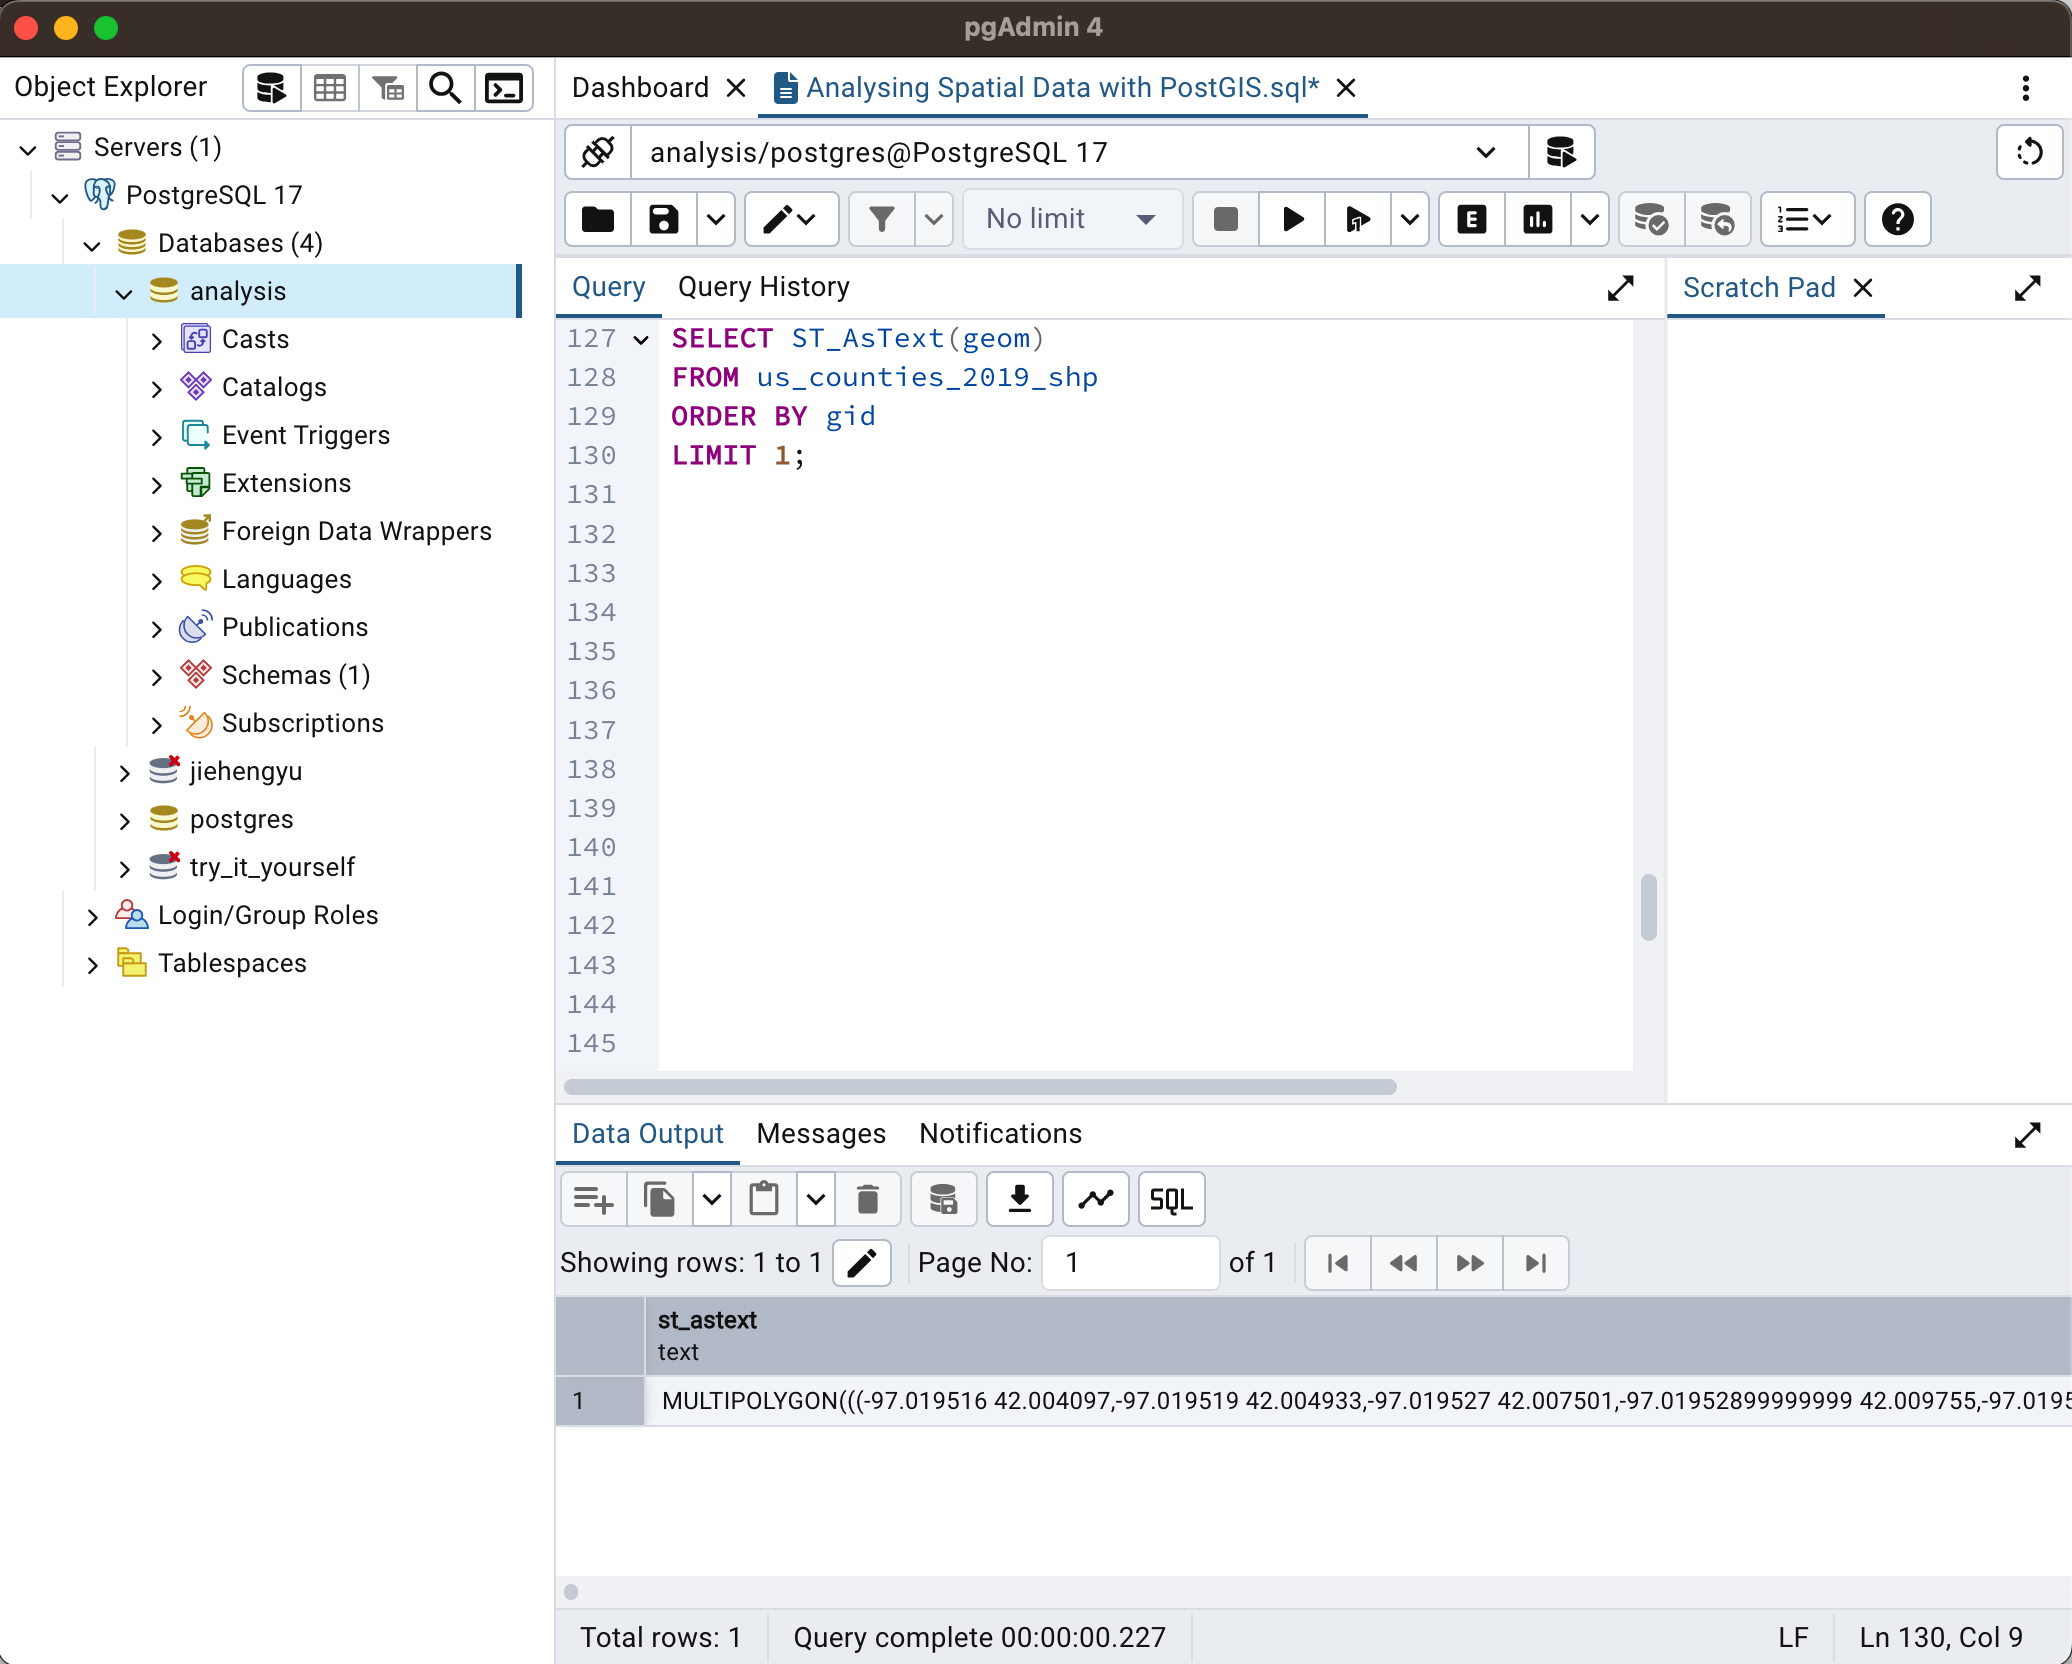 pgAdmin 4
Object Explorer
Servers (1)
PostgreSQL 17
Databases (4)
analysis
Casts
Catalogs
Event Triggers
Extensions
Foreign Data Wrappers
Languages
Publications
Schemas (1)
Subscriptions
jiehengyu
postgres
try_it_yourself
Login/Group Roles
Tablespaces
Dashboard
Analysing Spatial Data with PostGIS.sql*
analysis/postgres@PostgreSQL 17
No limit
E
Query Query History
Scratch Pad
127 SELECT ST_AsText(geom)
128 FROM us_counties_2019_shp
129 ORDER BY gid
130 LIMIT 1;
131
132
133
134
135
136
137
138
139
140
141
142
143
144
145
Data Output Messages Notifications
SQL
Showing rows: 1 to 1 Page No: 1 of 1
st_astext
text
1 MULTIPOLYGON(((-97.019516 42.004097,-97.019519 42.004933,-97.019527 42.007501,-97.01952899999999 42.009755,-97.0195
Total rows: 1 Query complete 00:00:00.227 LF Ln 130, Col 9